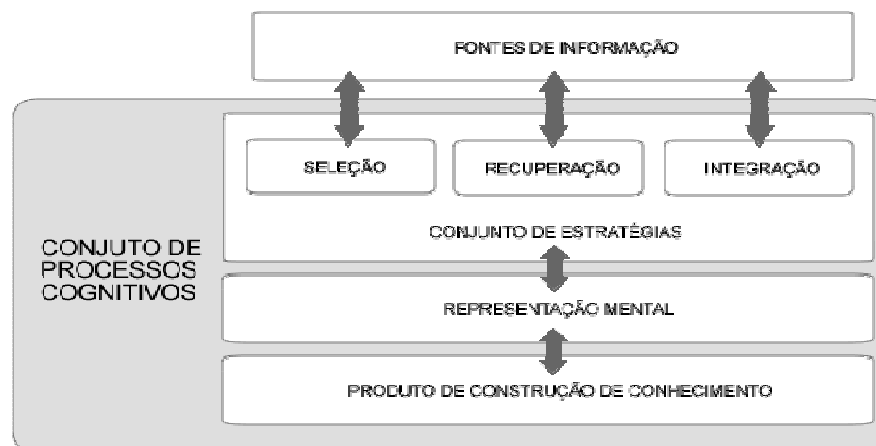 FONTES DE INFORMAÇÃO
SELEÇÃO
RECUPERAÇÃO
INTEGRAÇÃO
CONJUNTO DE ESTRATÉGIAS
CONJUTO DE
PROCESSOS
COGNITIVOS
REPRESENTAÇÃO MENTAL
PRODUTO DE CONSTRUÇÃO DE CONHECIMENTO